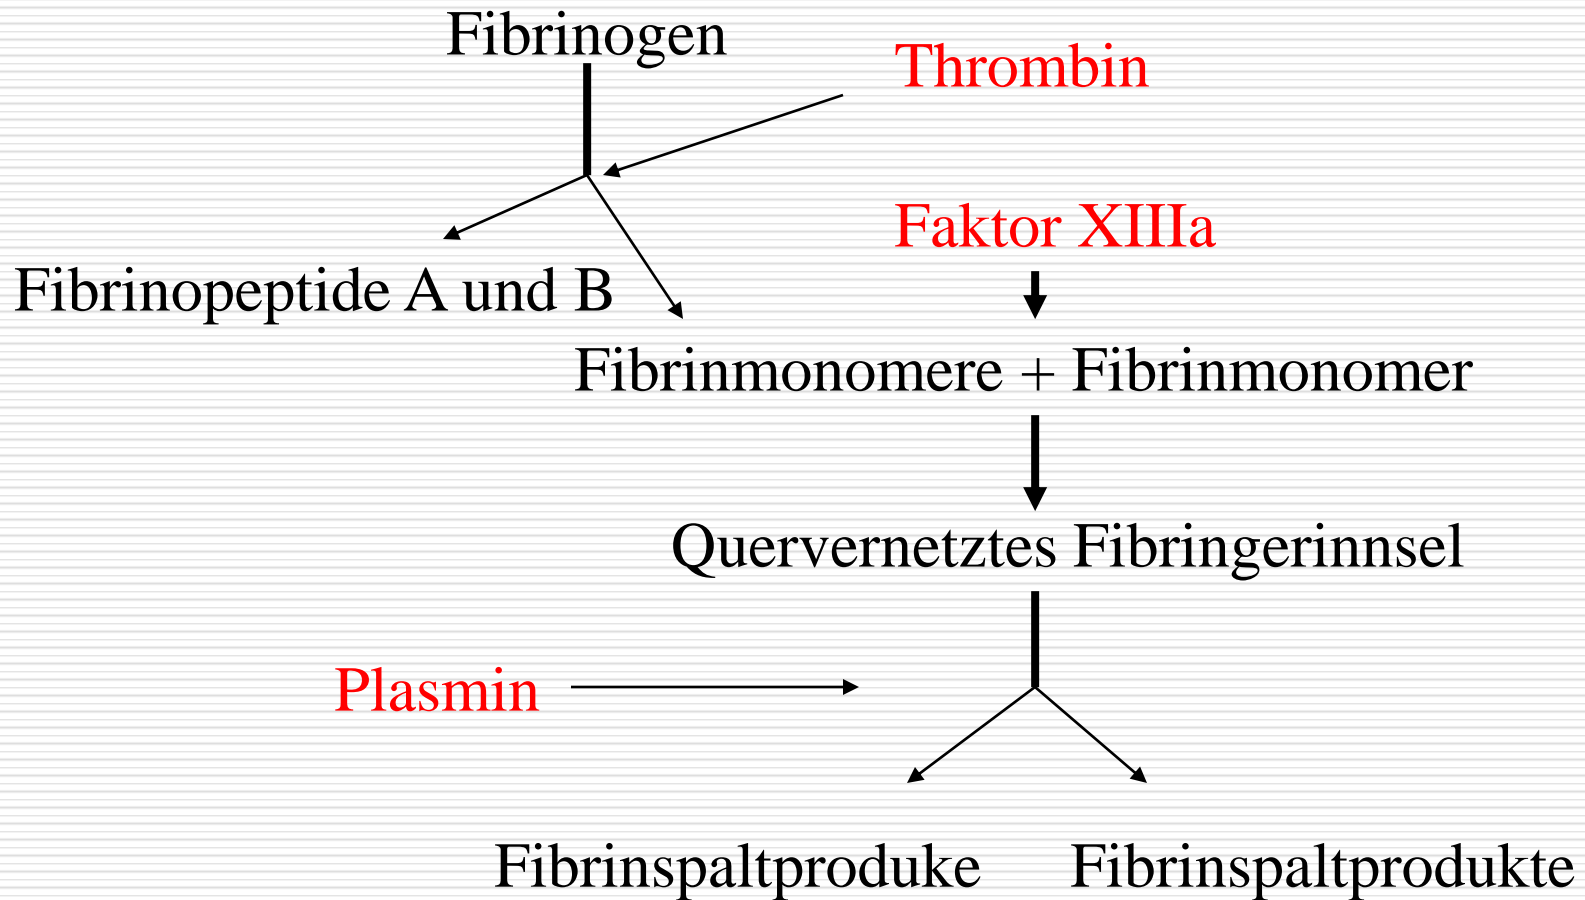 Fibrinogen
Thrombin
Faktor XIIIa
Fibrinopeptide A und B
Fibrinmonomere + Fibrinmonomer
Quervernetztes Fibringerinnsel
Plasmin
Fibrinspaltproduke Fibrinspaltprodukte